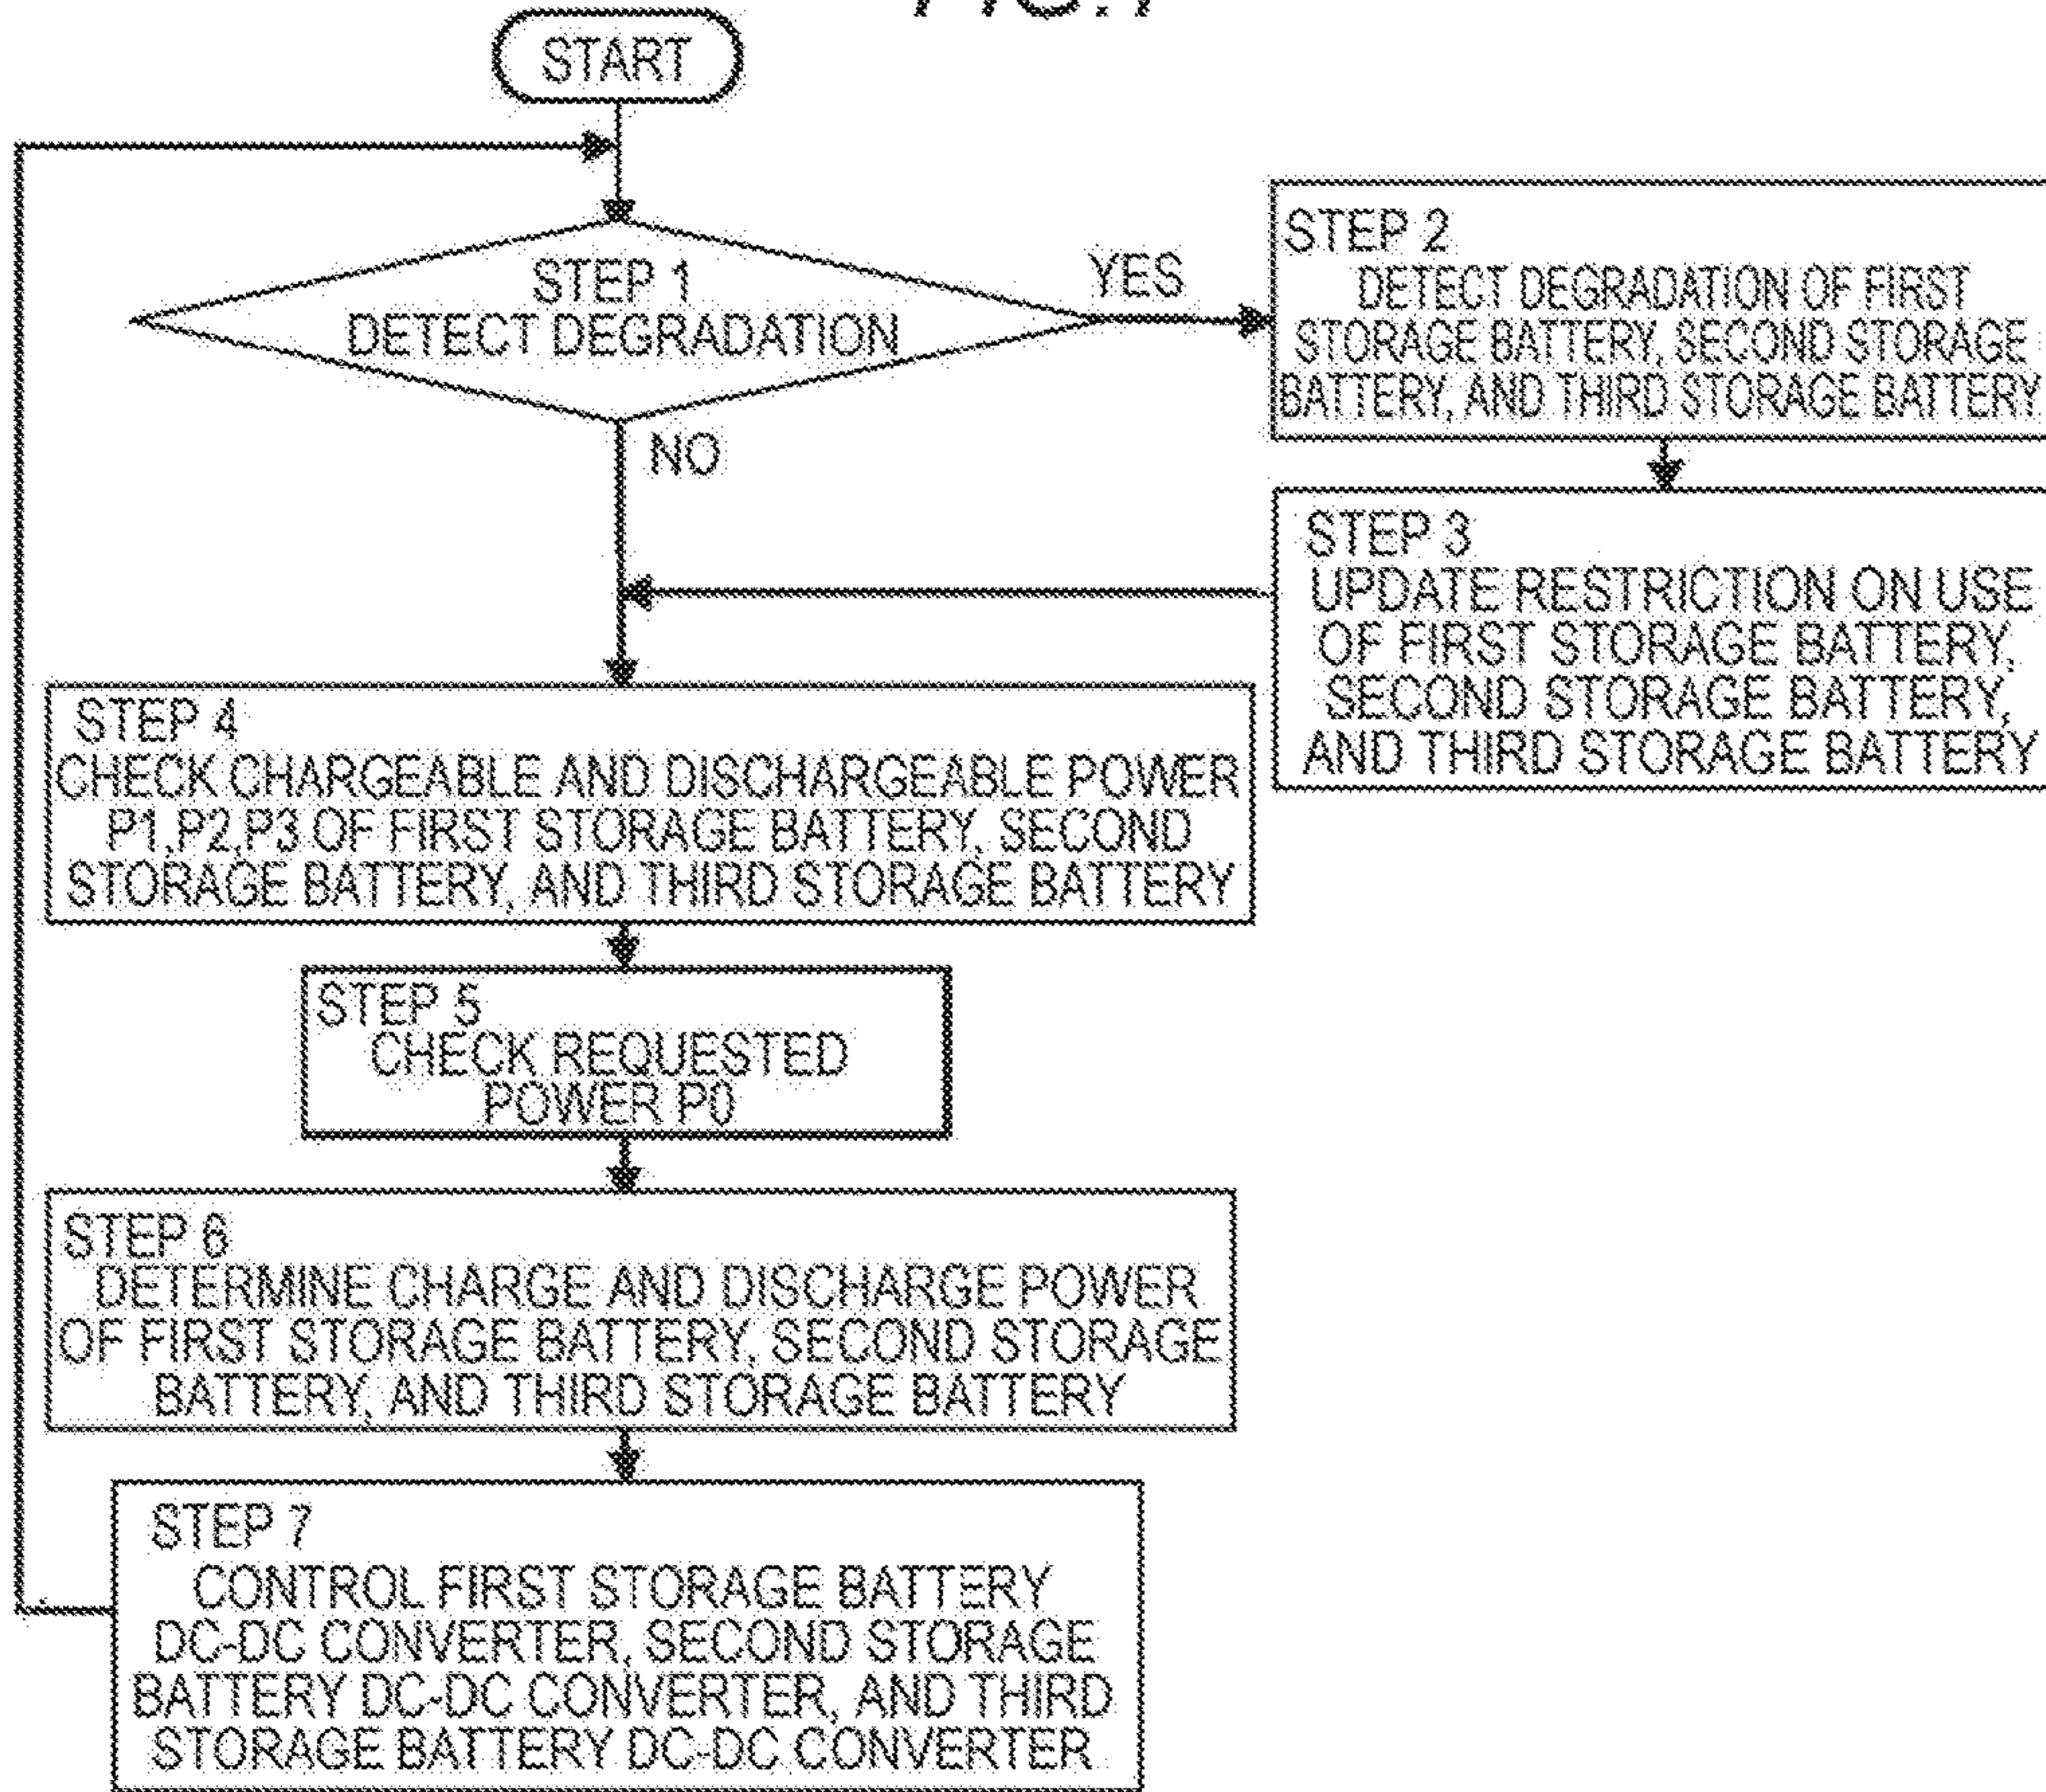 START
STEP 1
DETECT DEGRADATION
YES
NO
STEP 2
DETECT DEGRADATION OF FIRST
STORAGE BATTERY, SECOND STORAGE
BATTERY, AND THIRD STORAGE BATTERY
STEP 3
UPDATE RESTRICTION ON USE
OF FIRST STORAGE BATTERY,
SECOND STORAGE BATTERY,
AND THIRD STORAGE BATTERY
STEP 4
CHECK CHARGEABLE AND DISCHARGEABLE POWER
P1,P2,P3 OF FIRST STORAGE BATTERY, SECOND
STORAGE BATTERY, AND THIRD STORAGE BATTERY
STEP 5
CHECK REQUESTED
POWER P0
STEP 6
DETERMINE CHARGE AND DISCHARGE POWER
OF FIRST STORAGE BATTERY, SECOND STORAGE
BATTERY, AND THIRD STORAGE BATTERY
STEP 7
CONTROL FIRST STORAGE BATTERY
DC-DC CONVERTER, SECOND STORAGE
BATTERY DC-DC CONVERTER, AND THIRD
STORAGE BATTERY DC-DC CONVERTER